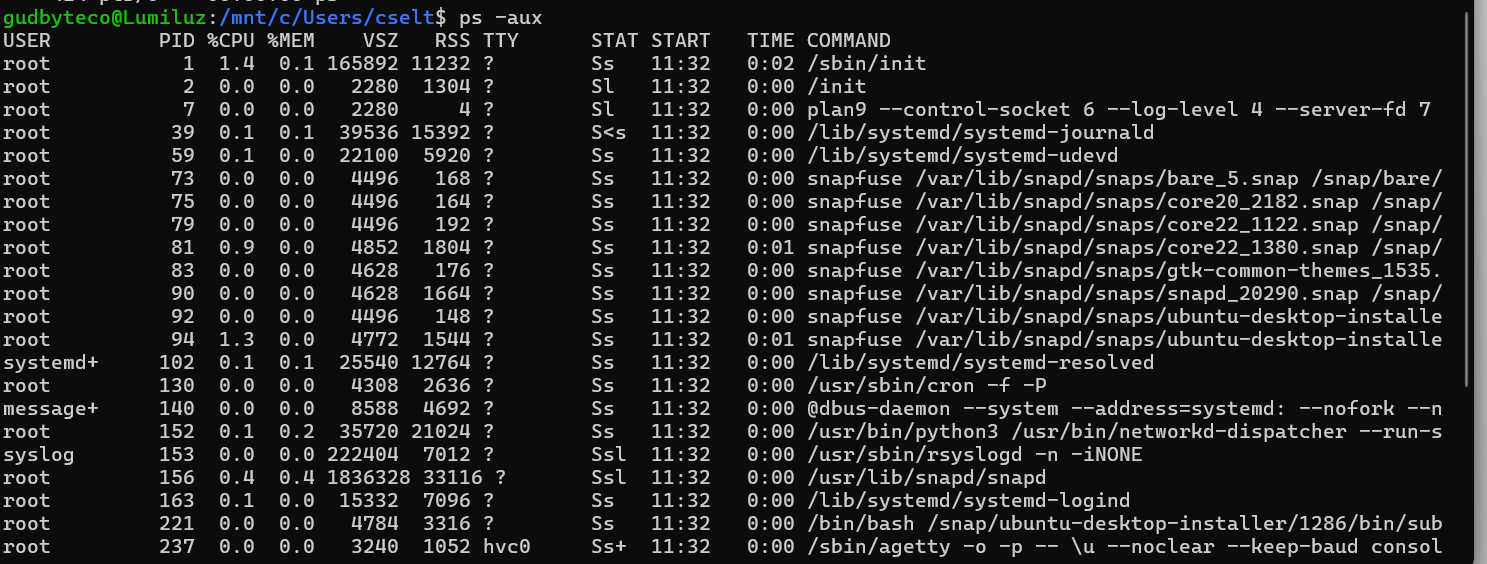 gudbyteco@Lumiluz:/mnt/c/Users/cselt$ ps -aux
USER         PID %CPU %MEM    VSZ   RSS TTY      STAT START   TIME COMMAND
root           1  1.4  0.1 165892 11232 ?        Ss   11:32   0:02 /sbin/init
root           2  0.0  0.0   2280  1304 ?        Sl   11:32   0:00 /init
root           7  0.0  0.0   2280     4 ?        Sl   11:32   0:00 plan9 --control-socket 6 --log-level 4 --server-fd 7
root          39  0.1  0.1  39536 15392 ?        S<s  11:32   0:00 /lib/systemd/systemd-journald
root          59  0.1  0.0  22100  5920 ?        Ss   11:32   0:00 /lib/systemd/systemd-udevd
root          73  0.0  0.0   4496   168 ?        Ss   11:32   0:00 snapfuse /var/lib/snapd/snaps/bare_5.snap /snap/bare/
root          75  0.0  0.0   4496   164 ?        Ss   11:32   0:00 snapfuse /var/lib/snapd/snaps/core20_2182.snap /snap/
root          79  0.0  0.0   4496   192 ?        Ss   11:32   0:00 snapfuse /var/lib/snapd/snaps/core22_1122.snap /snap/
root          81  0.9  0.0   4852  1804 ?        Ss   11:32   0:01 snapfuse /var/lib/snapd/snaps/core22_1380.snap /snap/
root          83  0.0  0.0   4628   176 ?        Ss   11:32   0:00 snapfuse /var/lib/snapd/snaps/gtk-common-themes_1535.
root          90  0.0  0.0   4628  1664 ?        Ss   11:32   0:00 snapfuse /var/lib/snapd/snaps/snapd_20290.snap /snap/
root          92  0.0  0.0   4496   148 ?        Ss   11:32   0:00 snapfuse /var/lib/snapd/snaps/ubuntu-desktop-installe
root          94  1.3  0.0   4772  1544 ?        Ss   11:32   0:01 snapfuse /var/lib/snapd/snaps/ubuntu-desktop-installe
systemd+     102  0.1  0.1  25540 12764 ?        Ss   11:32   0:00 /lib/systemd/systemd-resolved
root         130  0.0  0.0   4308  2636 ?        Ss   11:32   0:00 /usr/sbin/cron -f -P
message+     140  0.0  0.0   8588  4692 ?        Ss   11:32   0:00 @dbus-daemon --system --address=systemd: --nofork --n
root         152  0.1  0.2  35720 21024 ?        Ss   11:32   0:00 /usr/bin/python3 /usr/bin/networkd-dispatcher --run-s
syslog       153  0.0  0.0 222404  7012 ?        Ssl  11:32   0:00 /usr/sbin/rsyslogd -n -iNONE
root         156  0.4  0.4 1836328 33116 ?       Ssl  11:32   0:00 /usr/lib/snapd/snapd
root         163  0.1  0.0  15332  7096 ?        Ss   11:32   0:00 /lib/systemd/systemd-logind
root         221  0.0  0.0   4784  3316 ?        Ss   11:32   0:00 /bin/bash /snap/ubuntu-desktop-installer/1286/bin/sub
root         237  0.0  0.0   3240  1052 hvc0     Ss+  11:32   0:00 /sbin/agetty -o -p -- \u --noclear --keep-baud consol